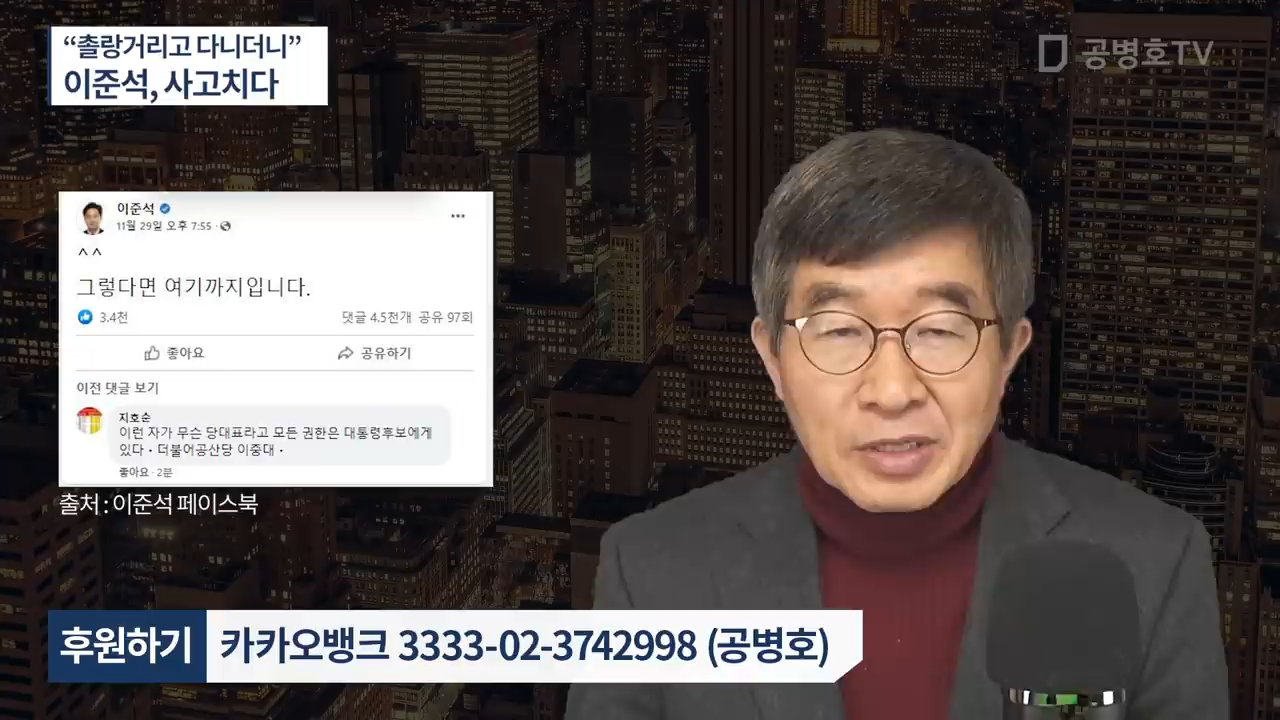 “촐랑거리고 다니더니”
이준석, 사고치다
공병호TV
이준석
11월 29일 오후 7:55 ·
^^
그렇다면 여기까지입니다.
3.4천
댓글 4.5천개 공유 97회
좋아요
공유하기
이전 댓글 보기
지호순
이런 자가 무슨 당대표라고 모든 권한은 대통령후보에게
있다 · 더불어공산당 이중대 ·
좋아요 · 2분
출처 : 이준석 페이스북
후원하기
카카오뱅크 3333-02-3742998 (공병호)